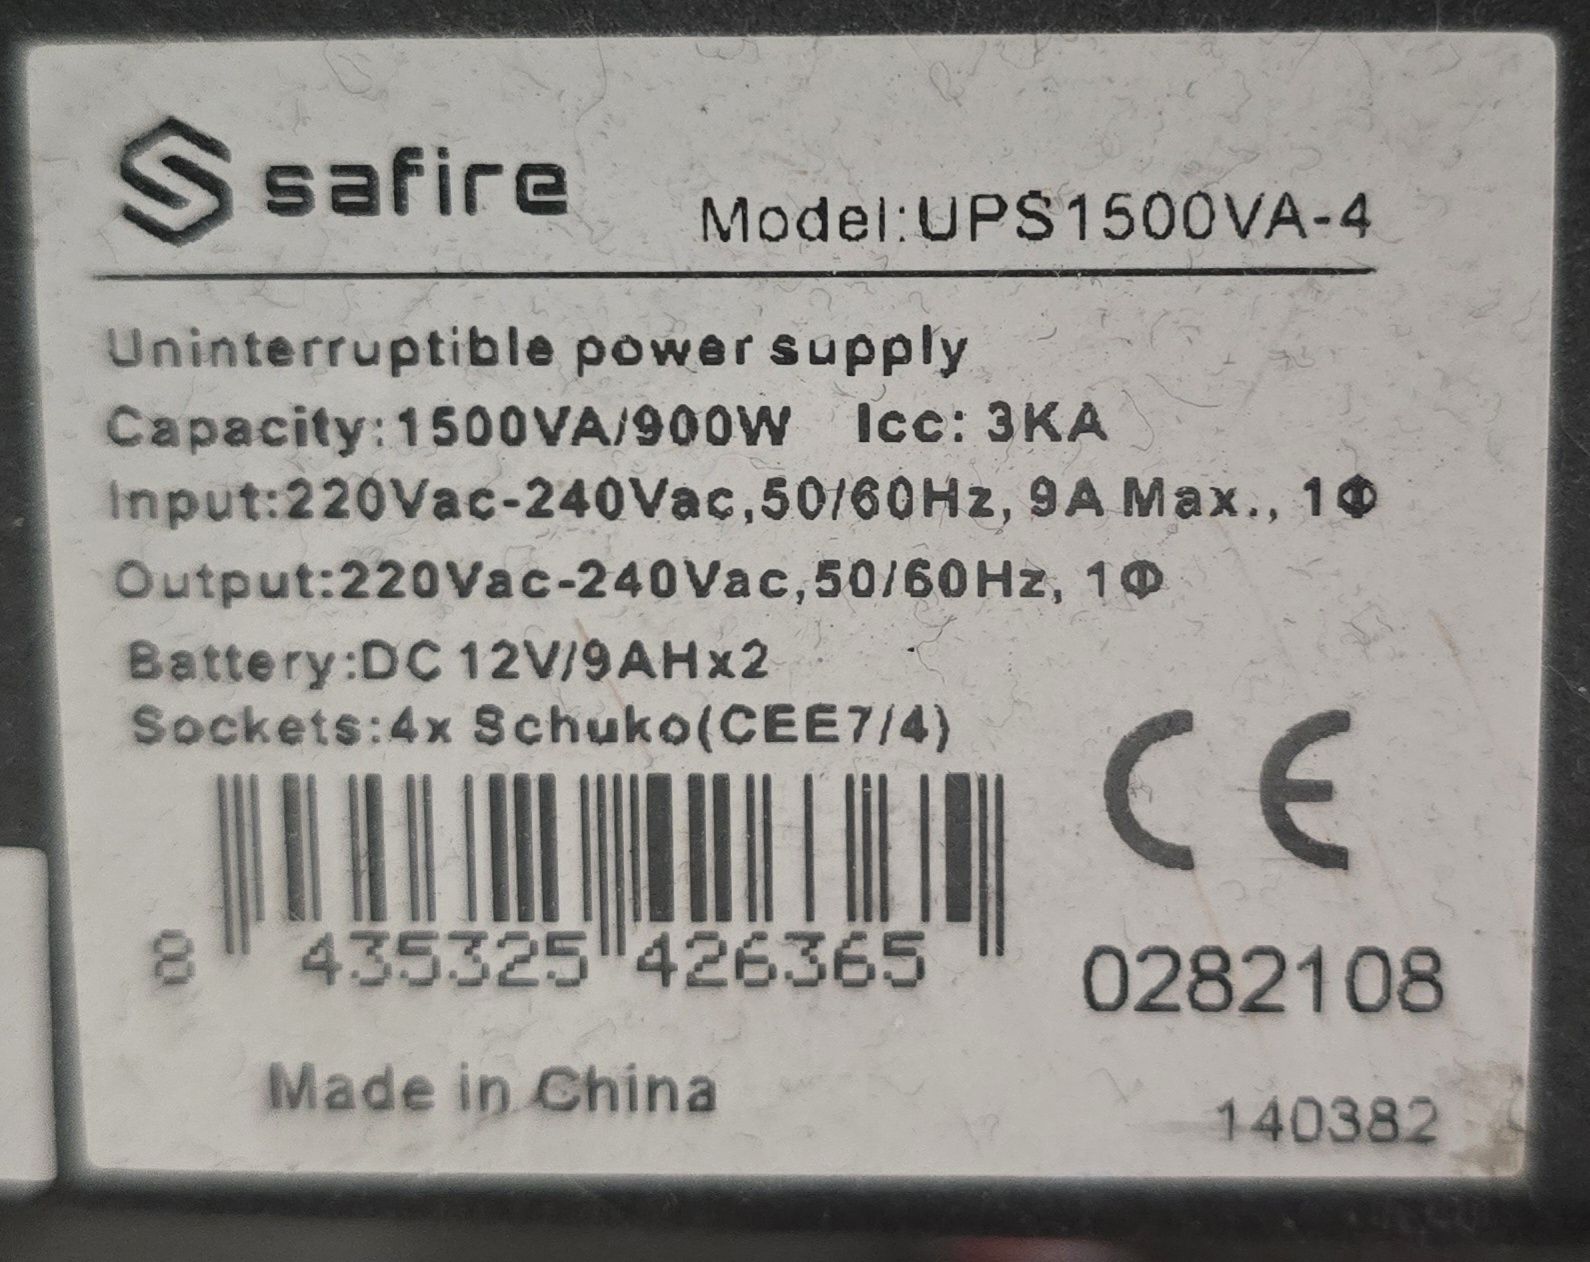 safire
Model:UPS1500VA-4
Uninterruptible power supply
Capacity:1500VA/900W Icc: 3KA
Input:220Vac-240Vac,50/60Hz, 9A Max., 1Φ
Output:220Vac-240Vac,50/60Hz, 1Φ
Battery:DC 12V/9AHx2
Sockets:4x Schuko(CEE7/4)
CE
8 435325 426365
0282108
Made in China
140382